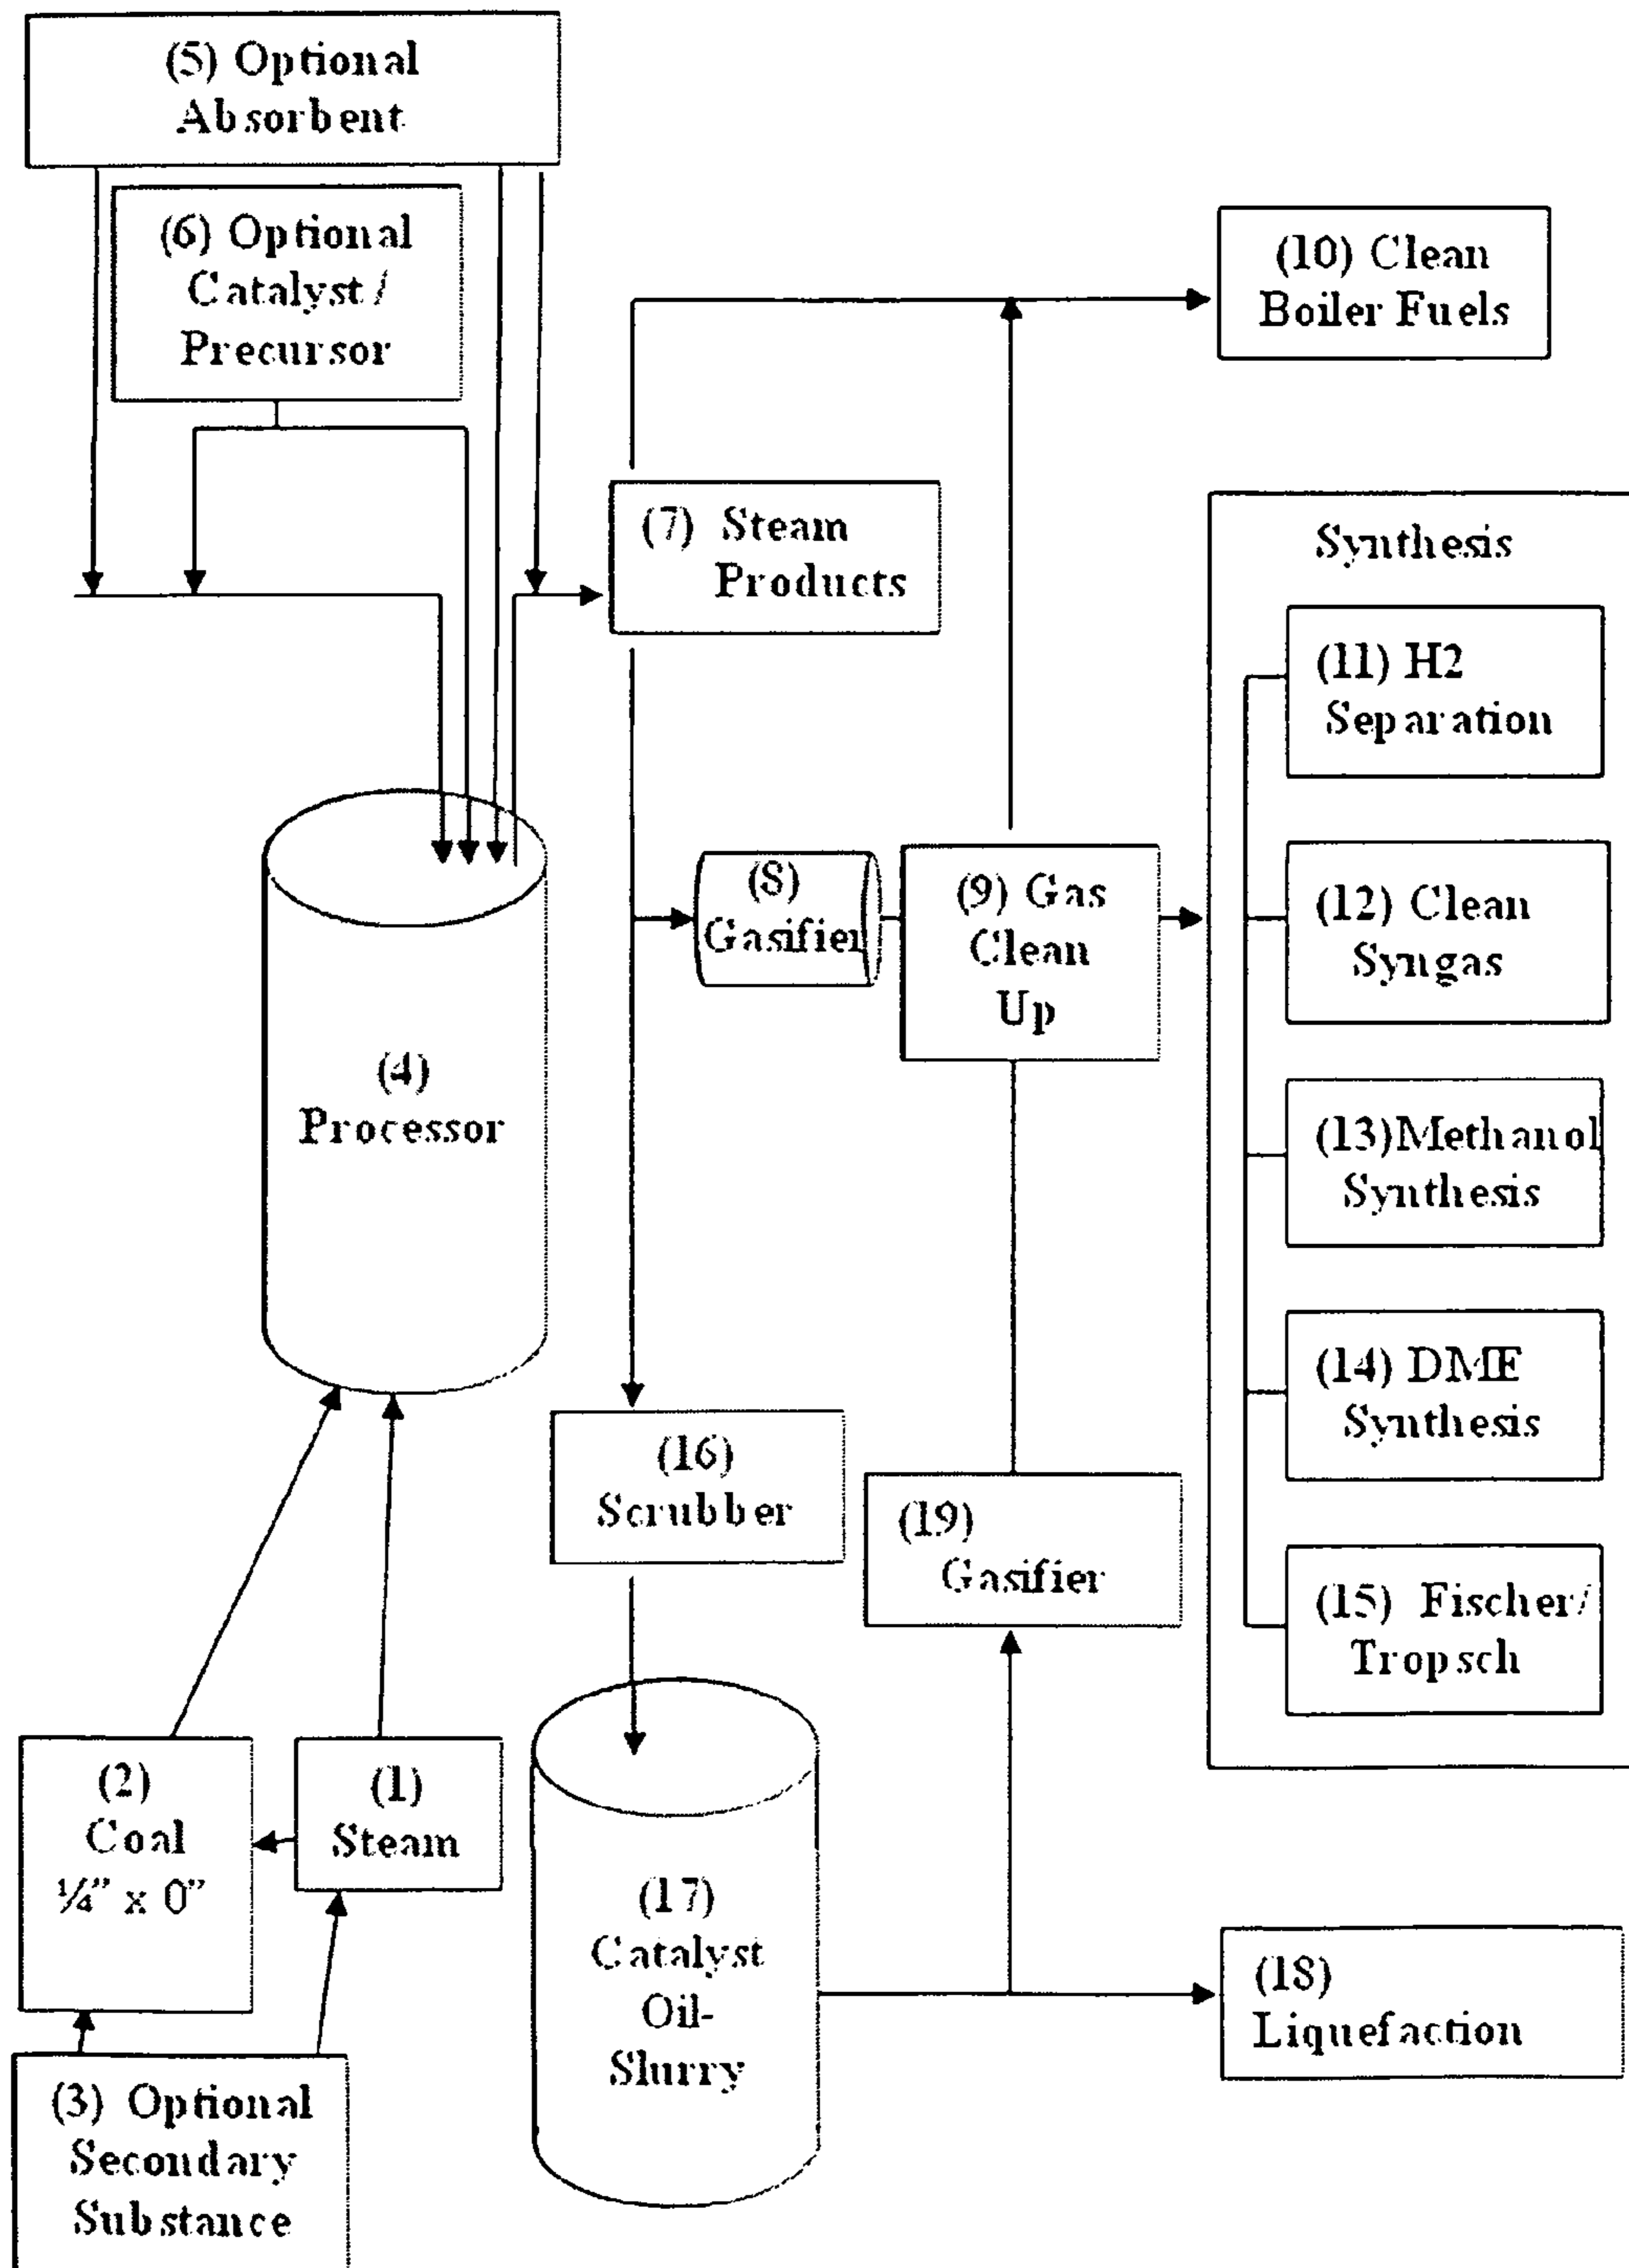 (5) Optional
Absorbent
(6) Optional
Catalyst /
Precursor
(10) Clean
Boiler Fuels
(7) Steam
Products
Synthesis
(11) H2
Separation
(8)
Gasifier
(9) Gas
Clean
Up
(12) Clean
Syngas
(4)
Processor
(13)Methanol
Synthesis
(14) DME
Synthesis
(16)
Scrubber
(19)
Gasifier
(15) Fischer/
Tropsch
(2)
Coal
¼” x 0”
(1)
Steam
(17)
Catalyst
Oil-
Slurry
(18)
Liquefaction
(3) Optional
Secondary
Substance